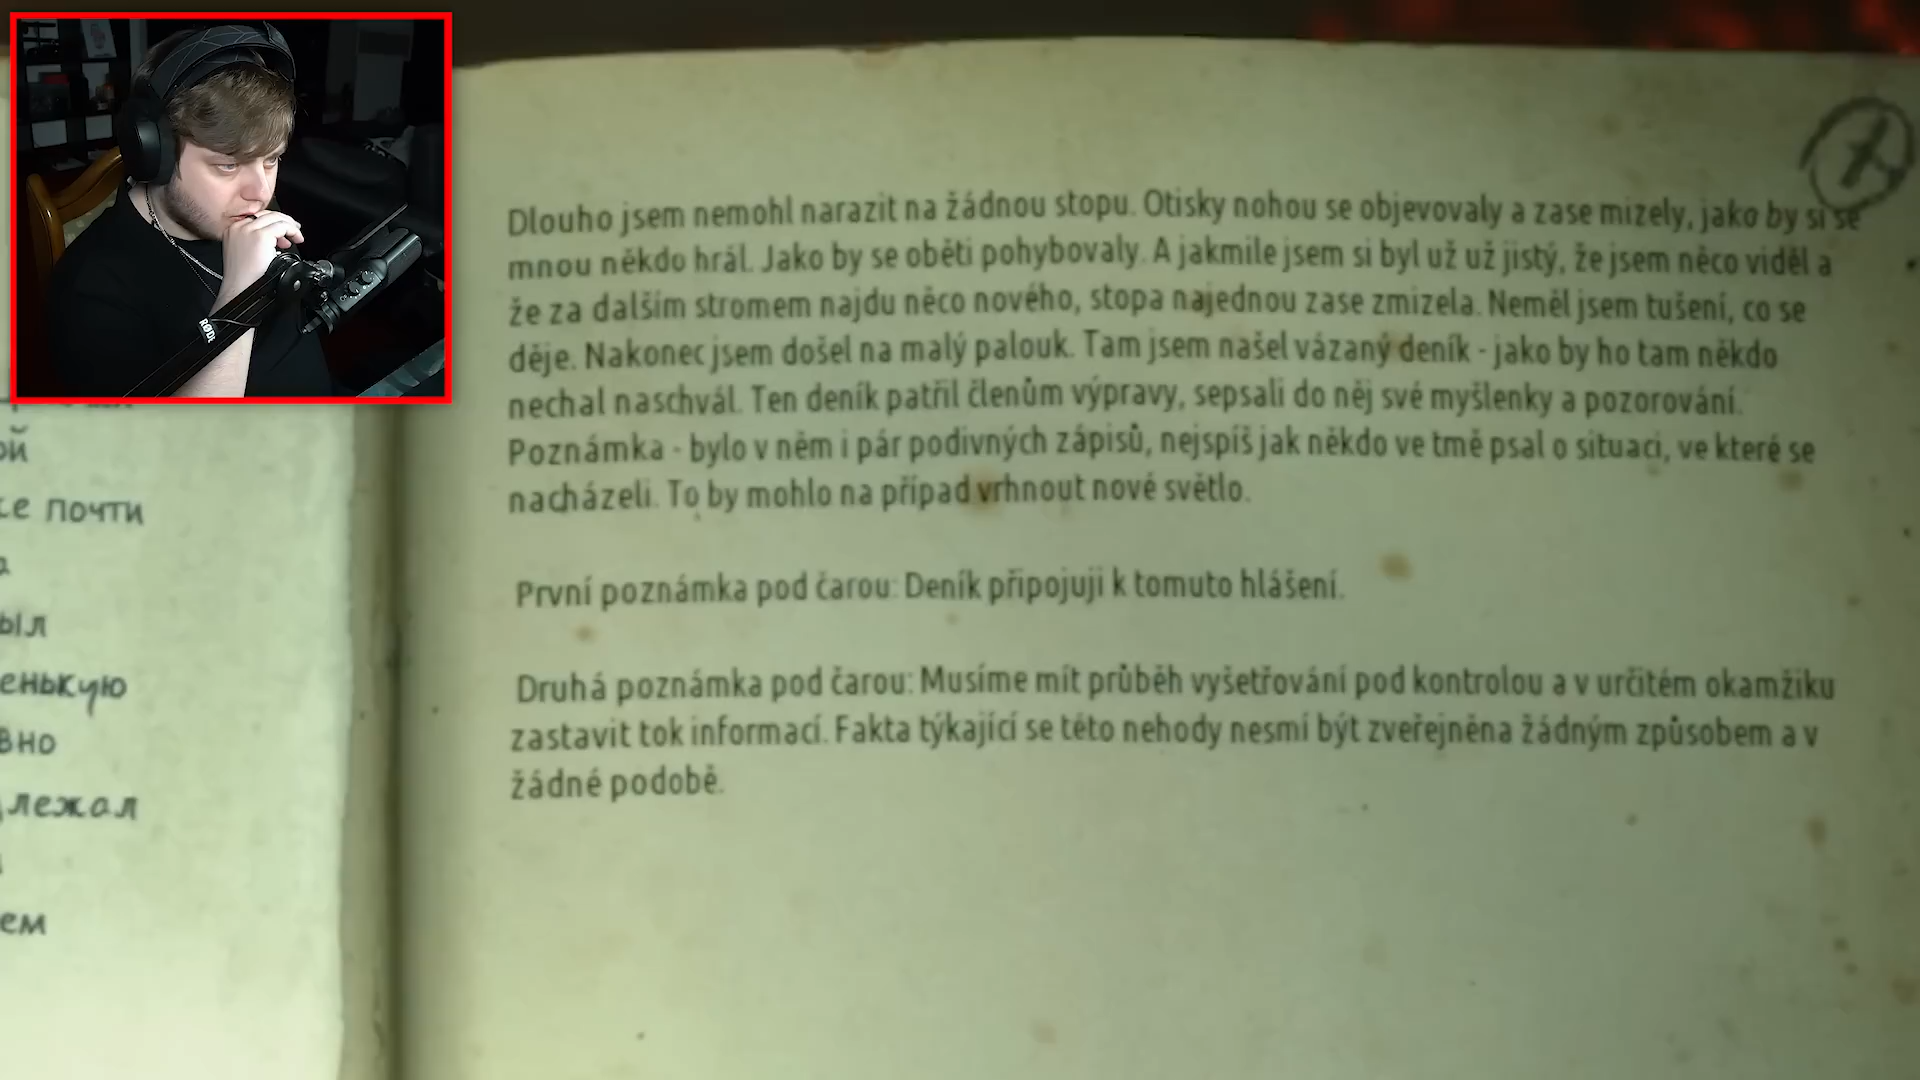 Dlouho jsem nemohl narazit na žádnou stopu. Otisky nohou se objevovaly a zase mizely, jako by si se
mnou někdo hrál. Jako by se oběti pohybovaly. A jakmile jsem si byl už už jistý, že jsem něco viděl a
že za dalším stromem najdu něco nového, stopa najednou zase zmizela. Neměl jsem tušení, co se
děje. Nakonec jsem došel na malý palouk. Tam jsem našel vázaný deník - jako by ho tam někdo
nechal naschvál. Ten deník patřil členům výpravy, sepsali do něj své myšlenky a pozorování.
Poznámka - bylo v něm i pár podivných zápisů, nejspíš jak někdo ve tmě psal o situaci, ve které se
nacházeli. To by mohlo na případ vrhnout nové světlo.
První poznámka pod čarou: Deník připojuji k tomuto hlášení.
Druhá poznámka pod čarou: Musíme mít průběh vyšetřování pod kontrolou a v určitém okamžiku
zastavit tok informací. Fakta týkající se této nehody nesmí být zveřejněna žádným způsobem a v
žádné podobě.
почти
лежал
RØDE